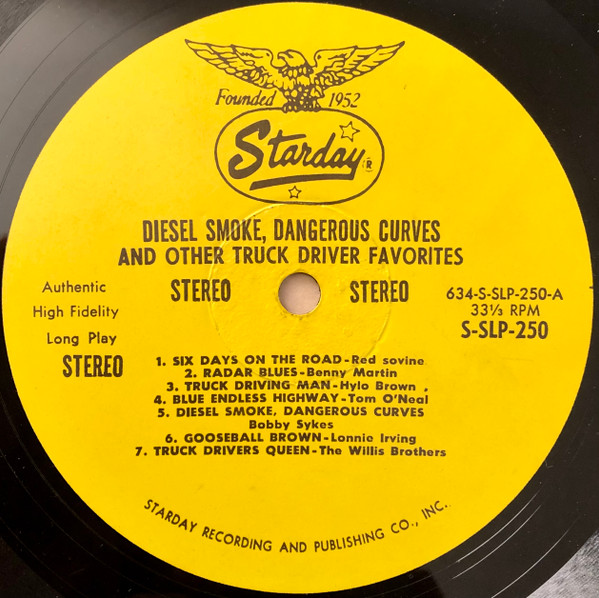 Founded 1952
Starday ®
DIESEL SMOKE, DANGEROUS CURVES
AND OTHER TRUCK DRIVER FAVORITES
Authentic
High Fidelity
Long Play
STEREO
STEREO
STEREO
634-S-SLP-250-A
33⅓ RPM
S-SLP-250
1. SIX DAYS ON THE ROAD-Red sovine
2. RADAR BLUES-Benny Martin
3. TRUCK DRIVING MAN-Hylo Brown
4. BLUE ENDLESS HIGHWAY-Tom O'Neal
5. DIESEL SMOKE, DANGEROUS CURVES
Bobby Sykes
6. GOOSEBALL BROWN-Lonnie Irving
7. TRUCK DRIVERS QUEEN-The Willis Brothers
STARDAY RECORDING AND PUBLISHING CO., INC.